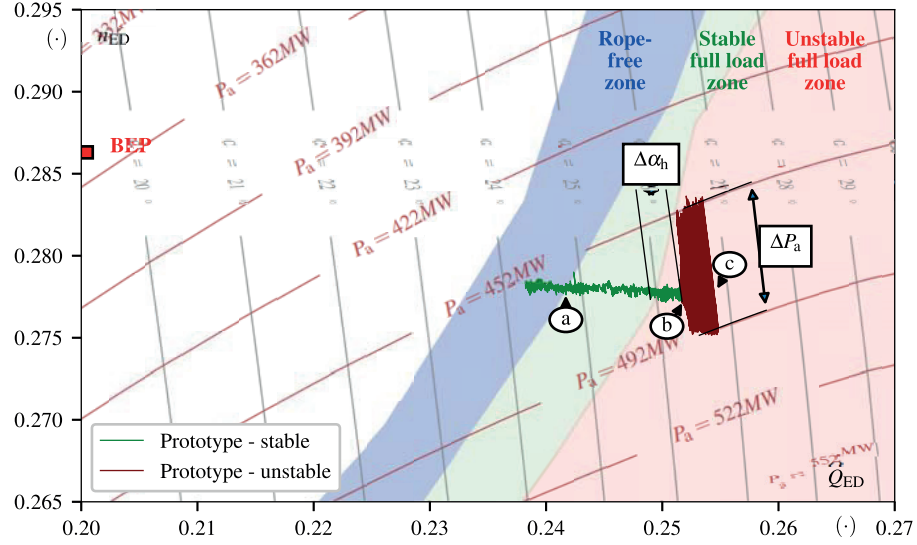 0.295
(·)
n_ED
0.290
0.285
0.280
0.275
0.270
0.265
0.20
0.21
0.22
0.23
0.24
0.25
0.26
(·)
0.27
Q_ED
BEP
Rope-
free
zone
Stable
full load
zone
Unstable
full load
zone
332MW
P_a = 362MW
P_a = 392MW
P_a = 422MW
P_a = 452MW
P_a = 492MW
P_a = 522MW
P_a = 552MW
Δα_h
ΔP_a
a
b
c
Prototype - stable
Prototype - unstable